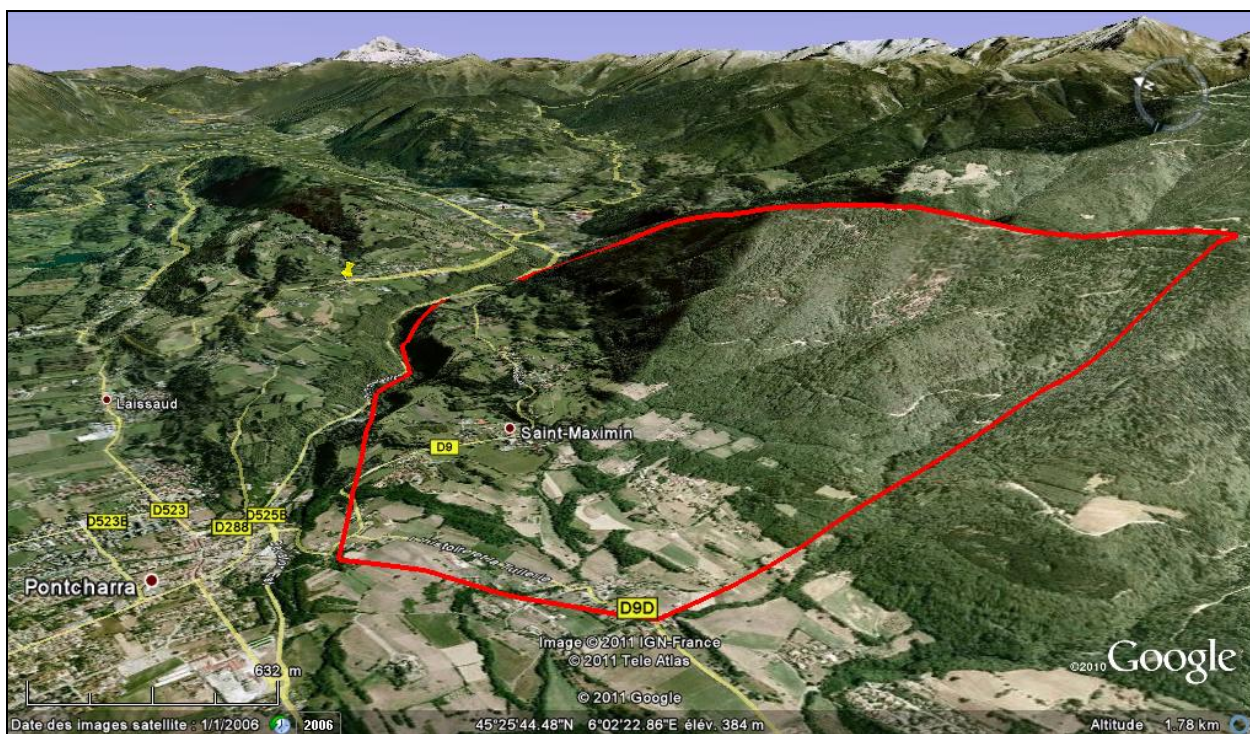 Laissaud
Saint-Maximin
D9
D523E
D523
D288
D525E
Pontcharra
D9D
Image © 2011 IGN-France
© 2011 Tele Atlas
© 2011 Google
©2010 Google
632 m
Date des images satellite : 1/1/2006 2006
45°25'44.48"N 6°02'22.86"E élév. 384 m
Altitude 1.78 km